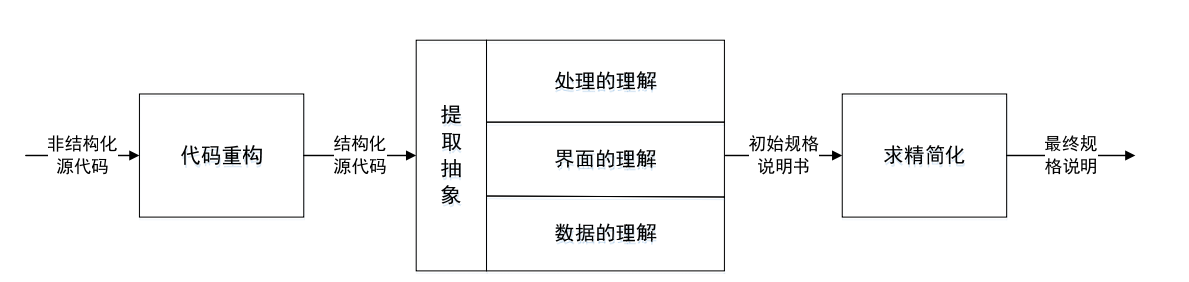 非结构化
源代码
代码重构
结构化
源代码
提
取
抽
象
处理的理解
界面的理解
数据的理解
初始规格
说明书
求精简化
最终规
格说明